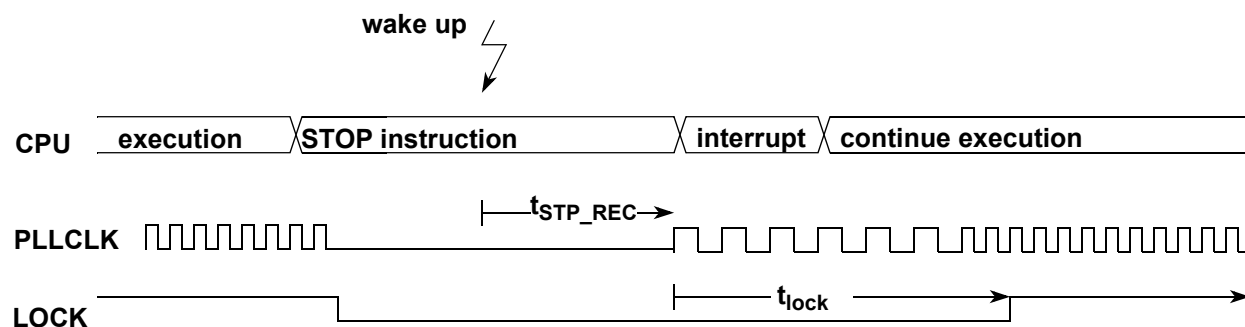 wake up
CPU execution STOP instruction interrupt continue execution
tSTP_REC
PLLCLK
tlock
LOCK